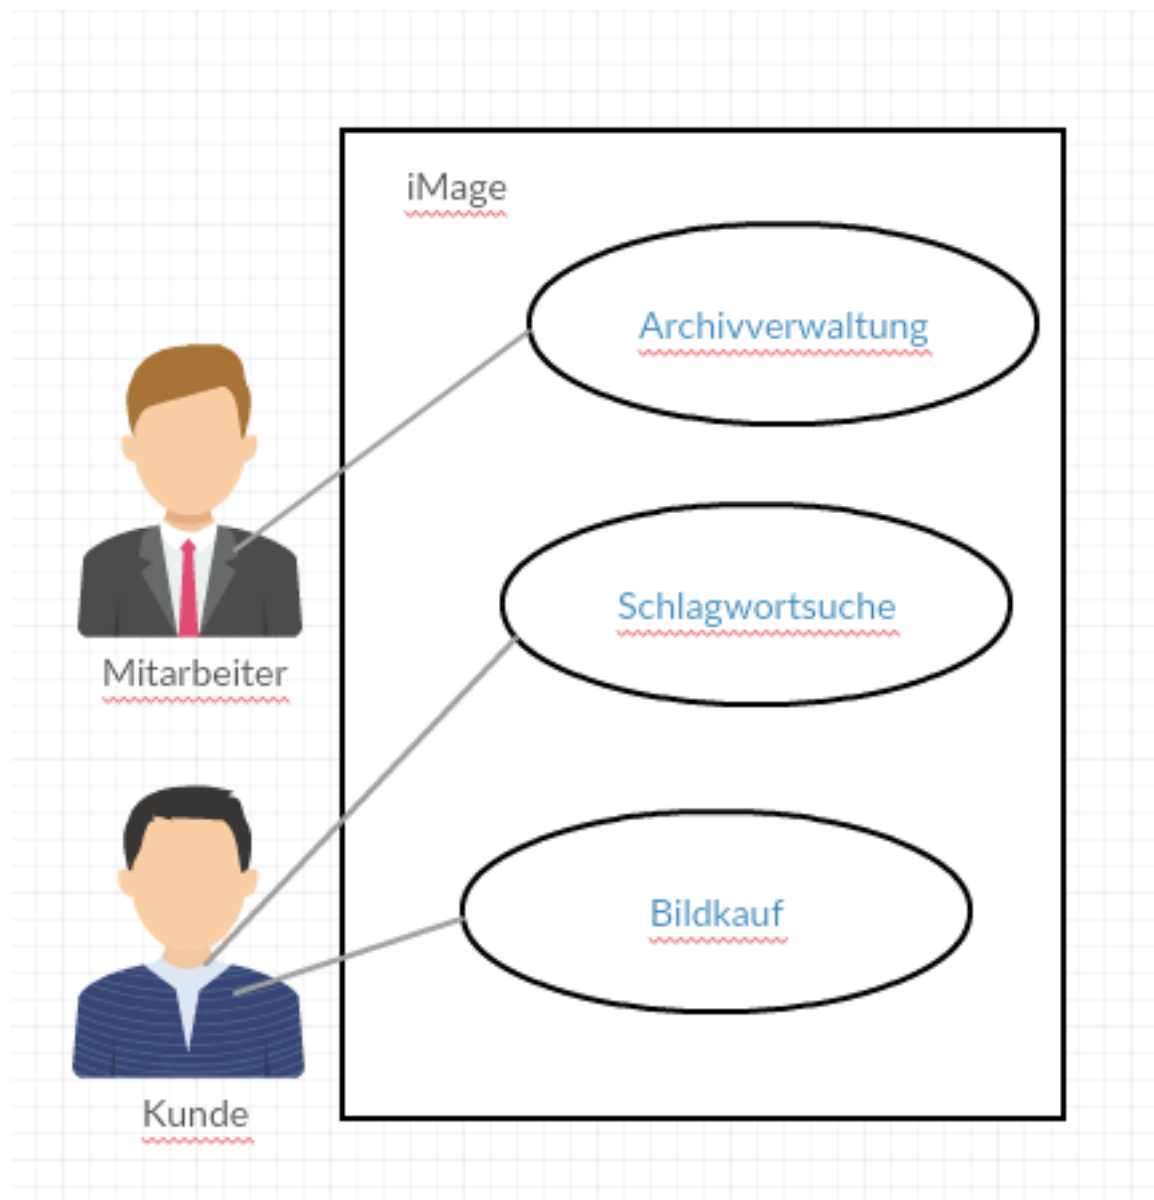 iMage
Archivverwaltung
Schlagwortsuche
Mitarbeiter
Bildkauf
Kunde